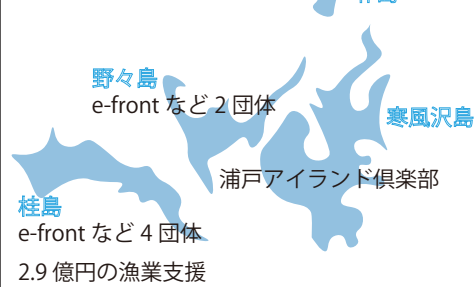 野々島
e-front など 2 団体
寒風沢島
浦戸アイランド倶楽部
桂島
e-front など 4 団体
2.9 億円の漁業支援